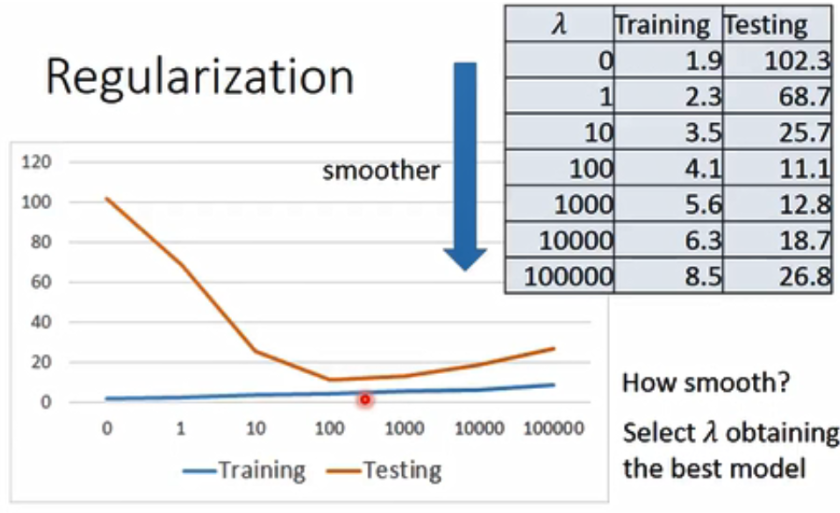 Regularization
λ Training Testing
0 1.9 102.3
1 2.3 68.7
10 3.5 25.7
100 4.1 11.1
1000 5.6 12.8
10000 6.3 18.7
100000 8.5 26.8
smoother
120
100
80
60
40
20
0
0 1 10 100 1000 10000 100000
Training Testing
How smooth?
Select λ obtaining
the best model